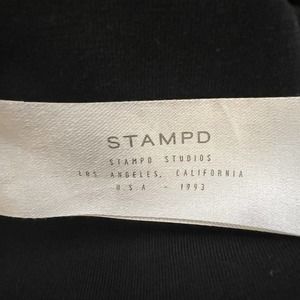 STAMPD
STAMPD STUDIOS
LOS ANGELES, CALIFORNIA
U.S.A - 1993